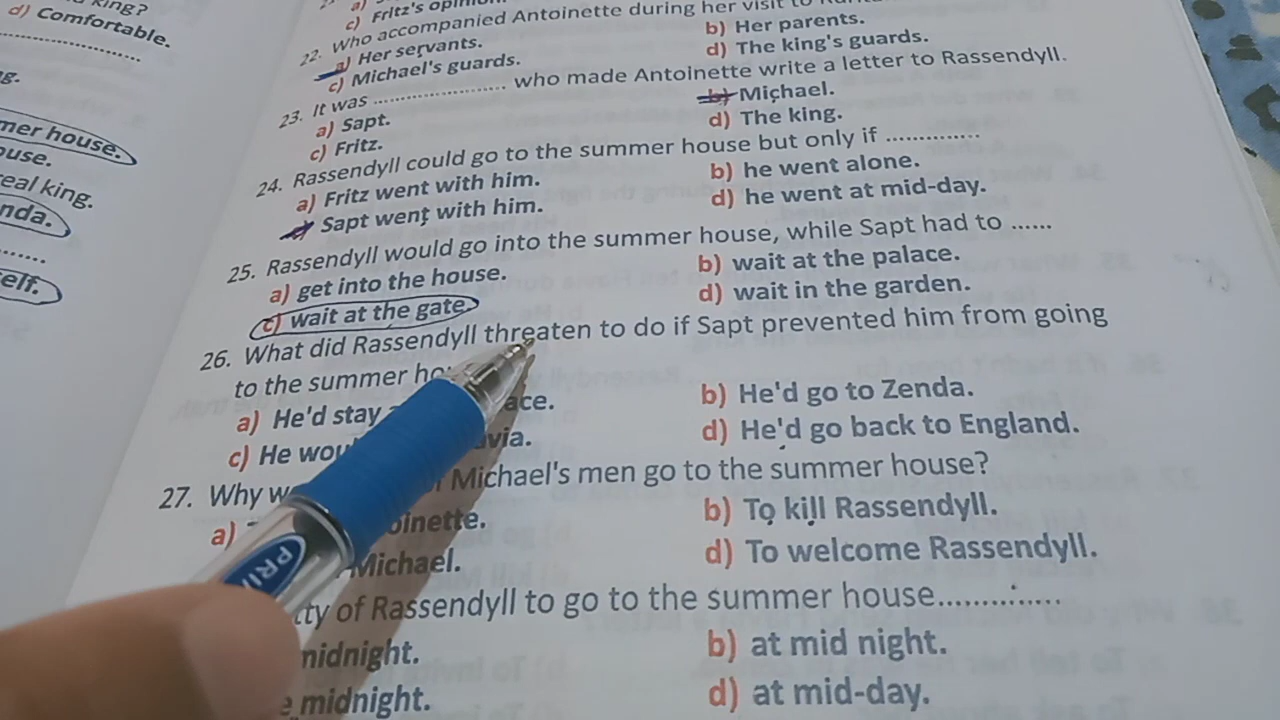 king?
d) Comfortable.
g.
mer house.
ouse.
eal king.
nda.
elf.
a)
c) Fritz's
22. Who accompanied Antoinette during her visit to
a) Her servants.
b) Her parents.
c) Michael's guards.
d) The king's guards.
23. It was ........................ who made Antoinette write a letter to Rassendyll.
a) Sapt.
b) Michael.
c) Fritz.
d) The king.
24. Rassendyll could go to the summer house but only if ..............
a) Fritz went with him.
b) he went alone.
Sapt went with him.
d) he went at mid-day.
25. Rassendyll would go into the summer house, while Sapt had to ......
a) get into the house.
b) wait at the palace.
c) wait at the gate.
d) wait in the garden.
26. What did Rassendyll threaten to do if Sapt prevented him from going
to the summer ho
a) He'd stay ace.
b) He'd go to Zenda.
c) He wou via.
d) He'd go back to England.
27. Why w Michael's men go to the summer house?
a) oinette.
b) To kill Rassendyll.
Michael.
d) To welcome Rassendyll.
ty of Rassendyll to go to the summer house..............
midnight.
b) at mid night.
e midnight.
d) at mid-day.
PRI